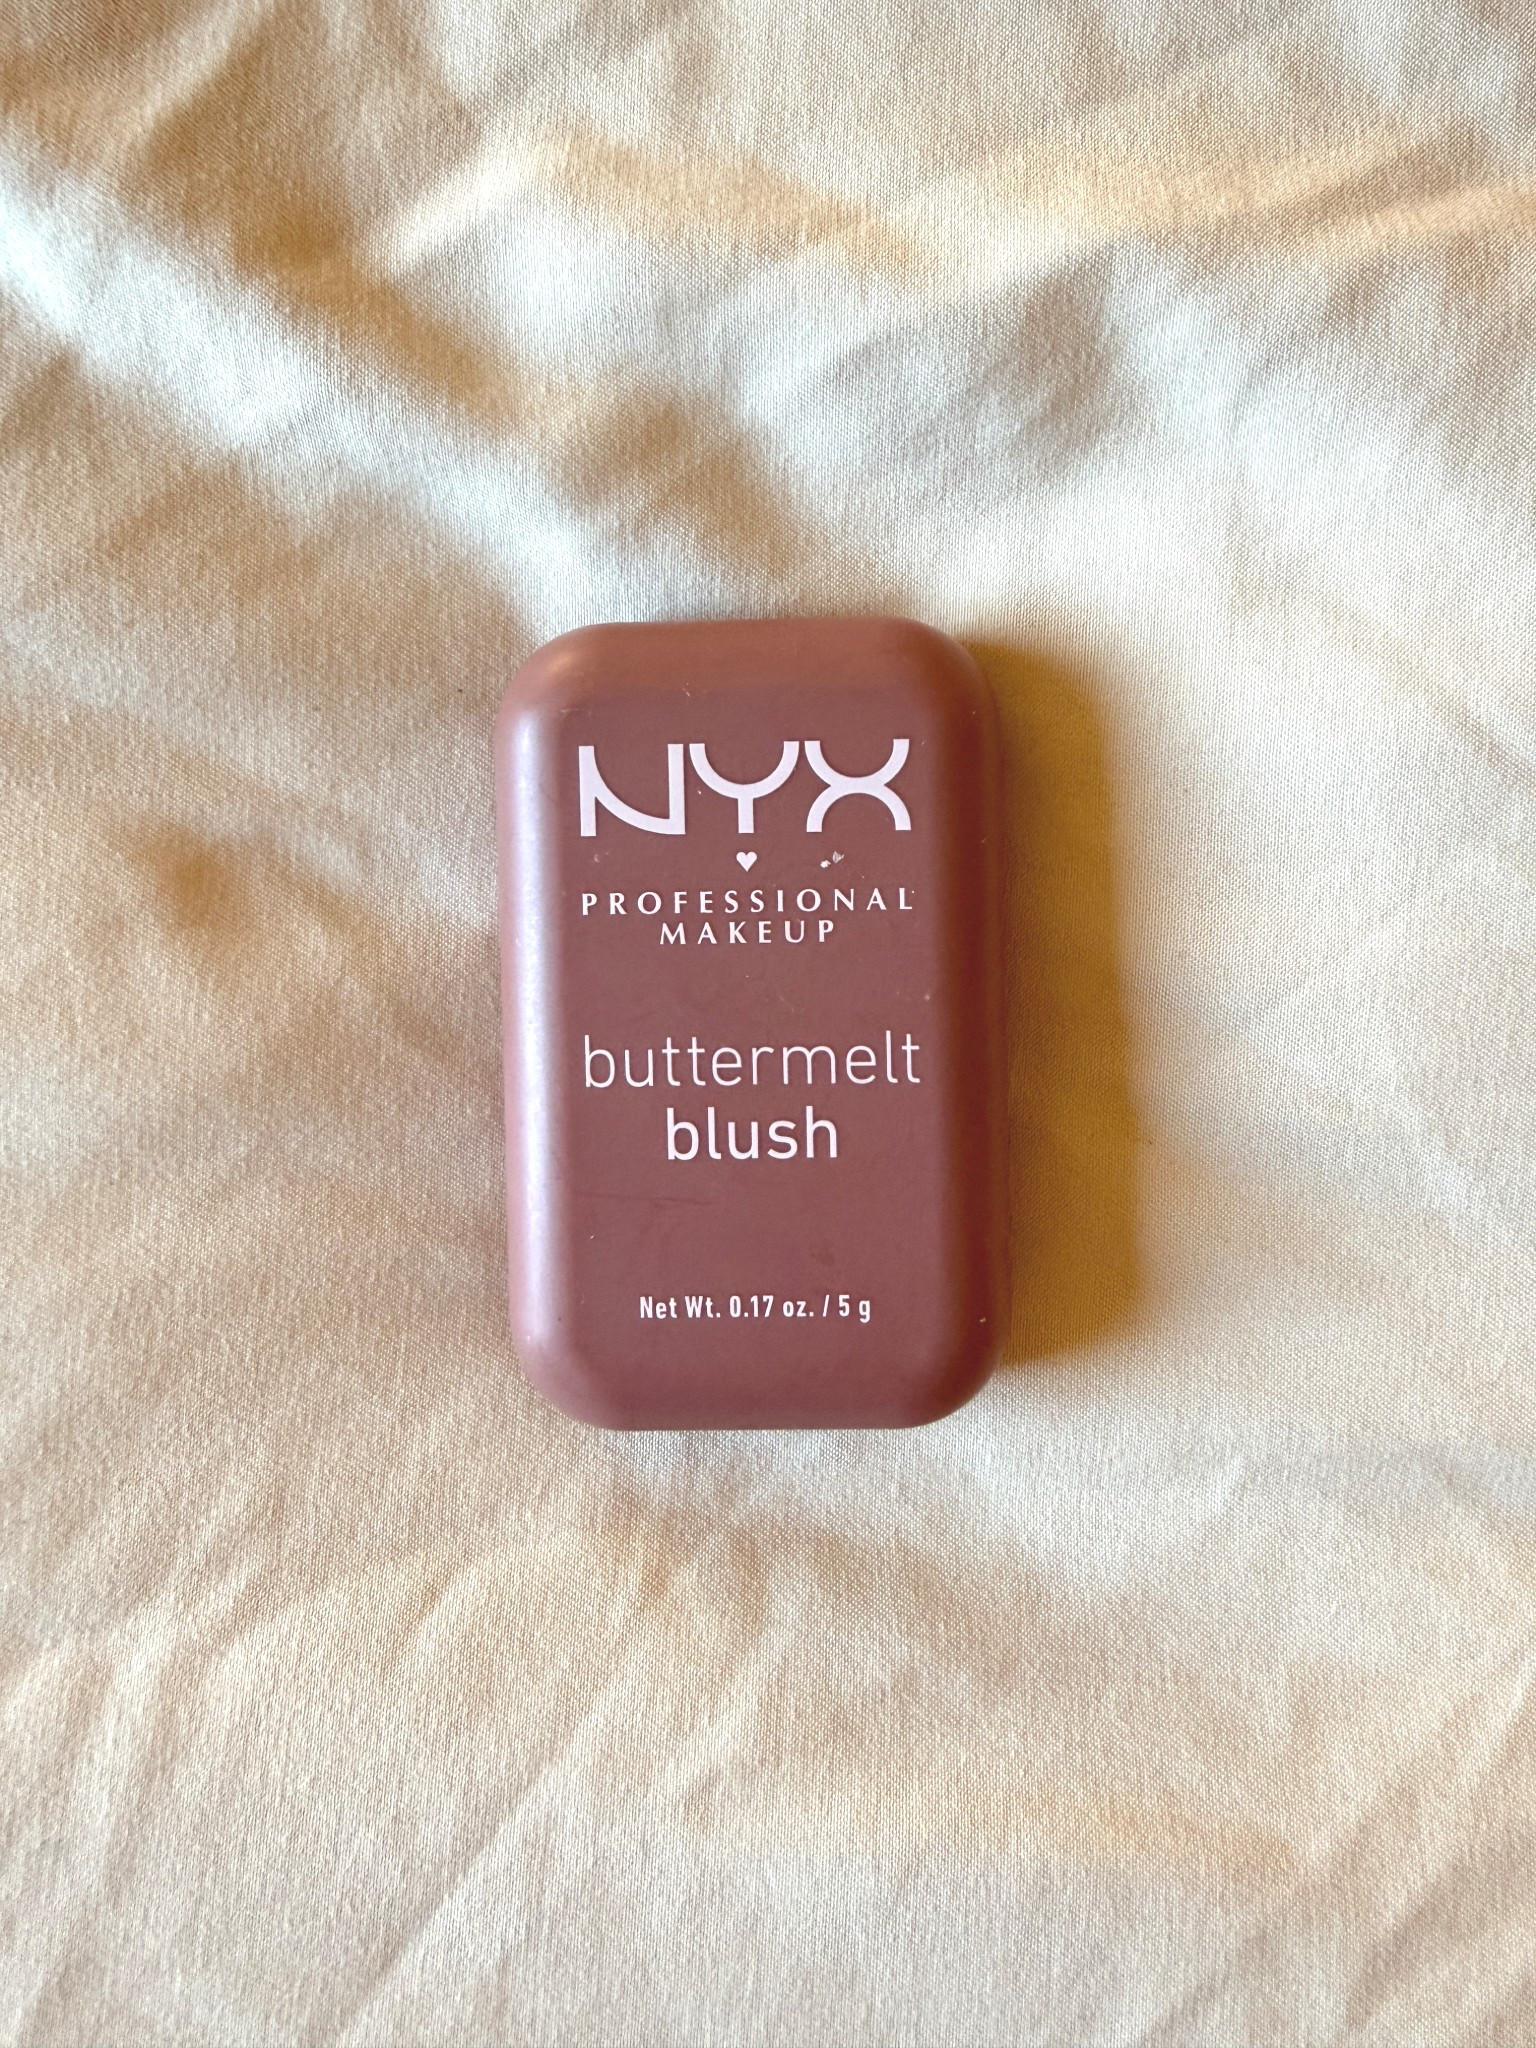 NYX
PROFESSIONAL
MAKEUP
buttermelt
blush
Net Wt. 0.17 oz. / 5 g